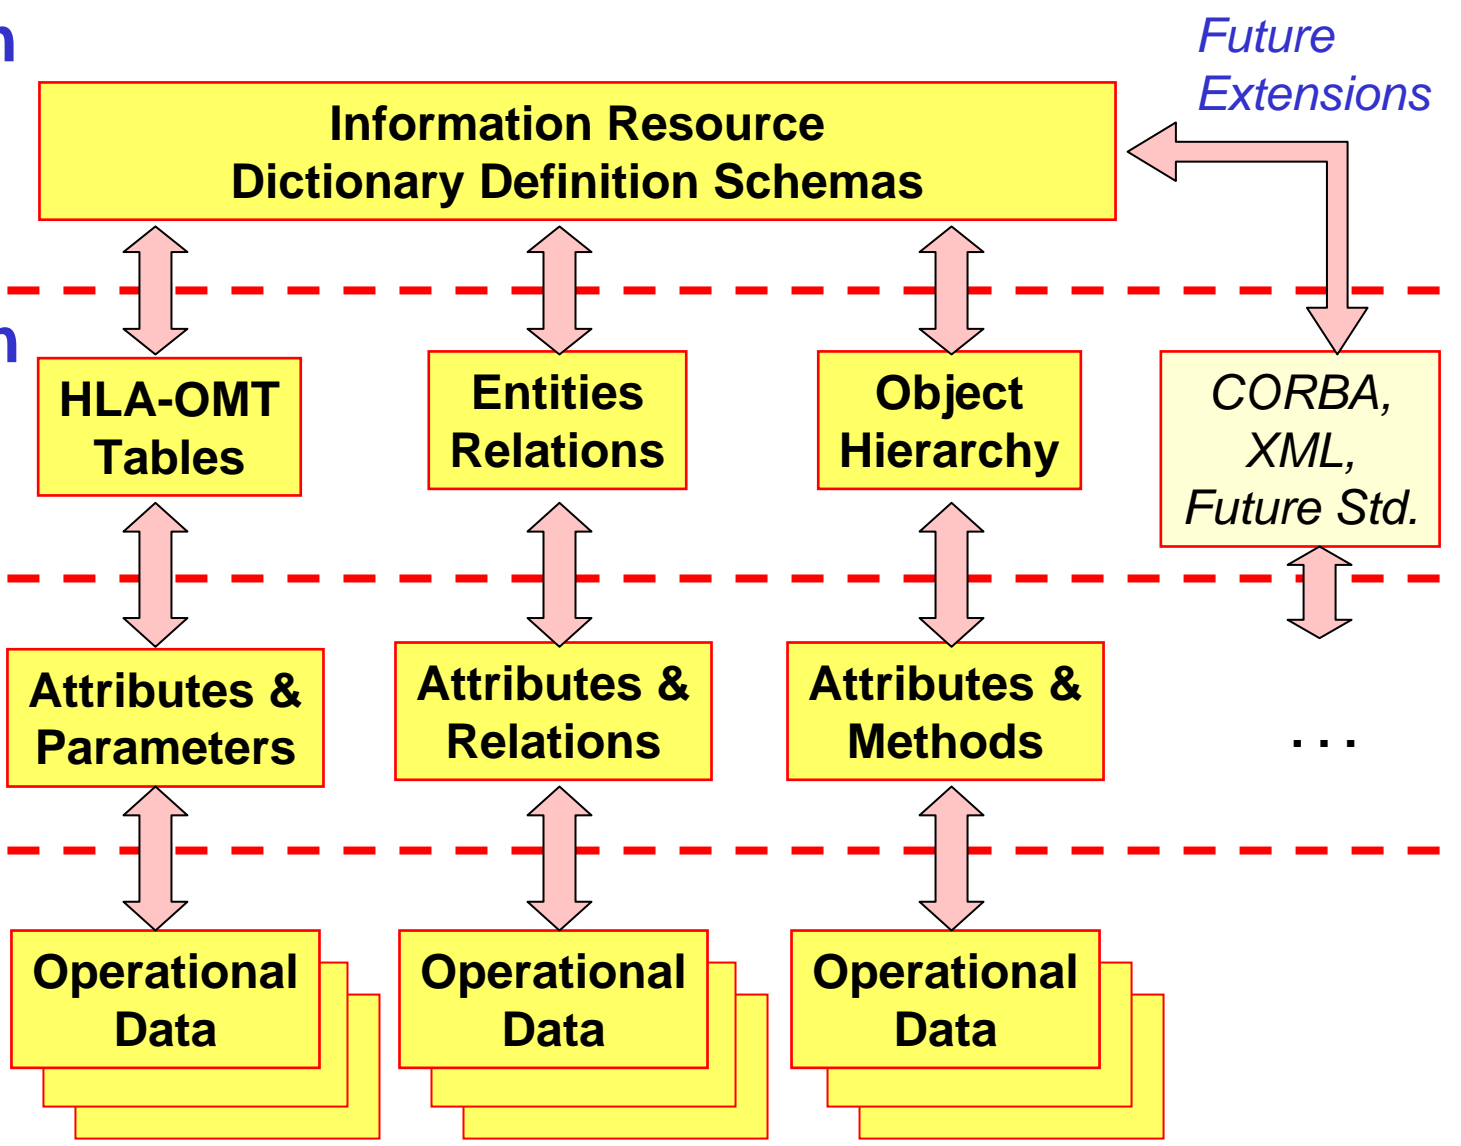 Future
Extensions
Information Resource
Dictionary Definition Schemas
HLA-OMT
Tables
Entities
Relations
Object
Hierarchy
CORBA,
XML,
Future Std.
Attributes &
Parameters
Attributes &
Relations
Attributes &
Methods
. . .
Operational
Data
Operational
Data
Operational
Data